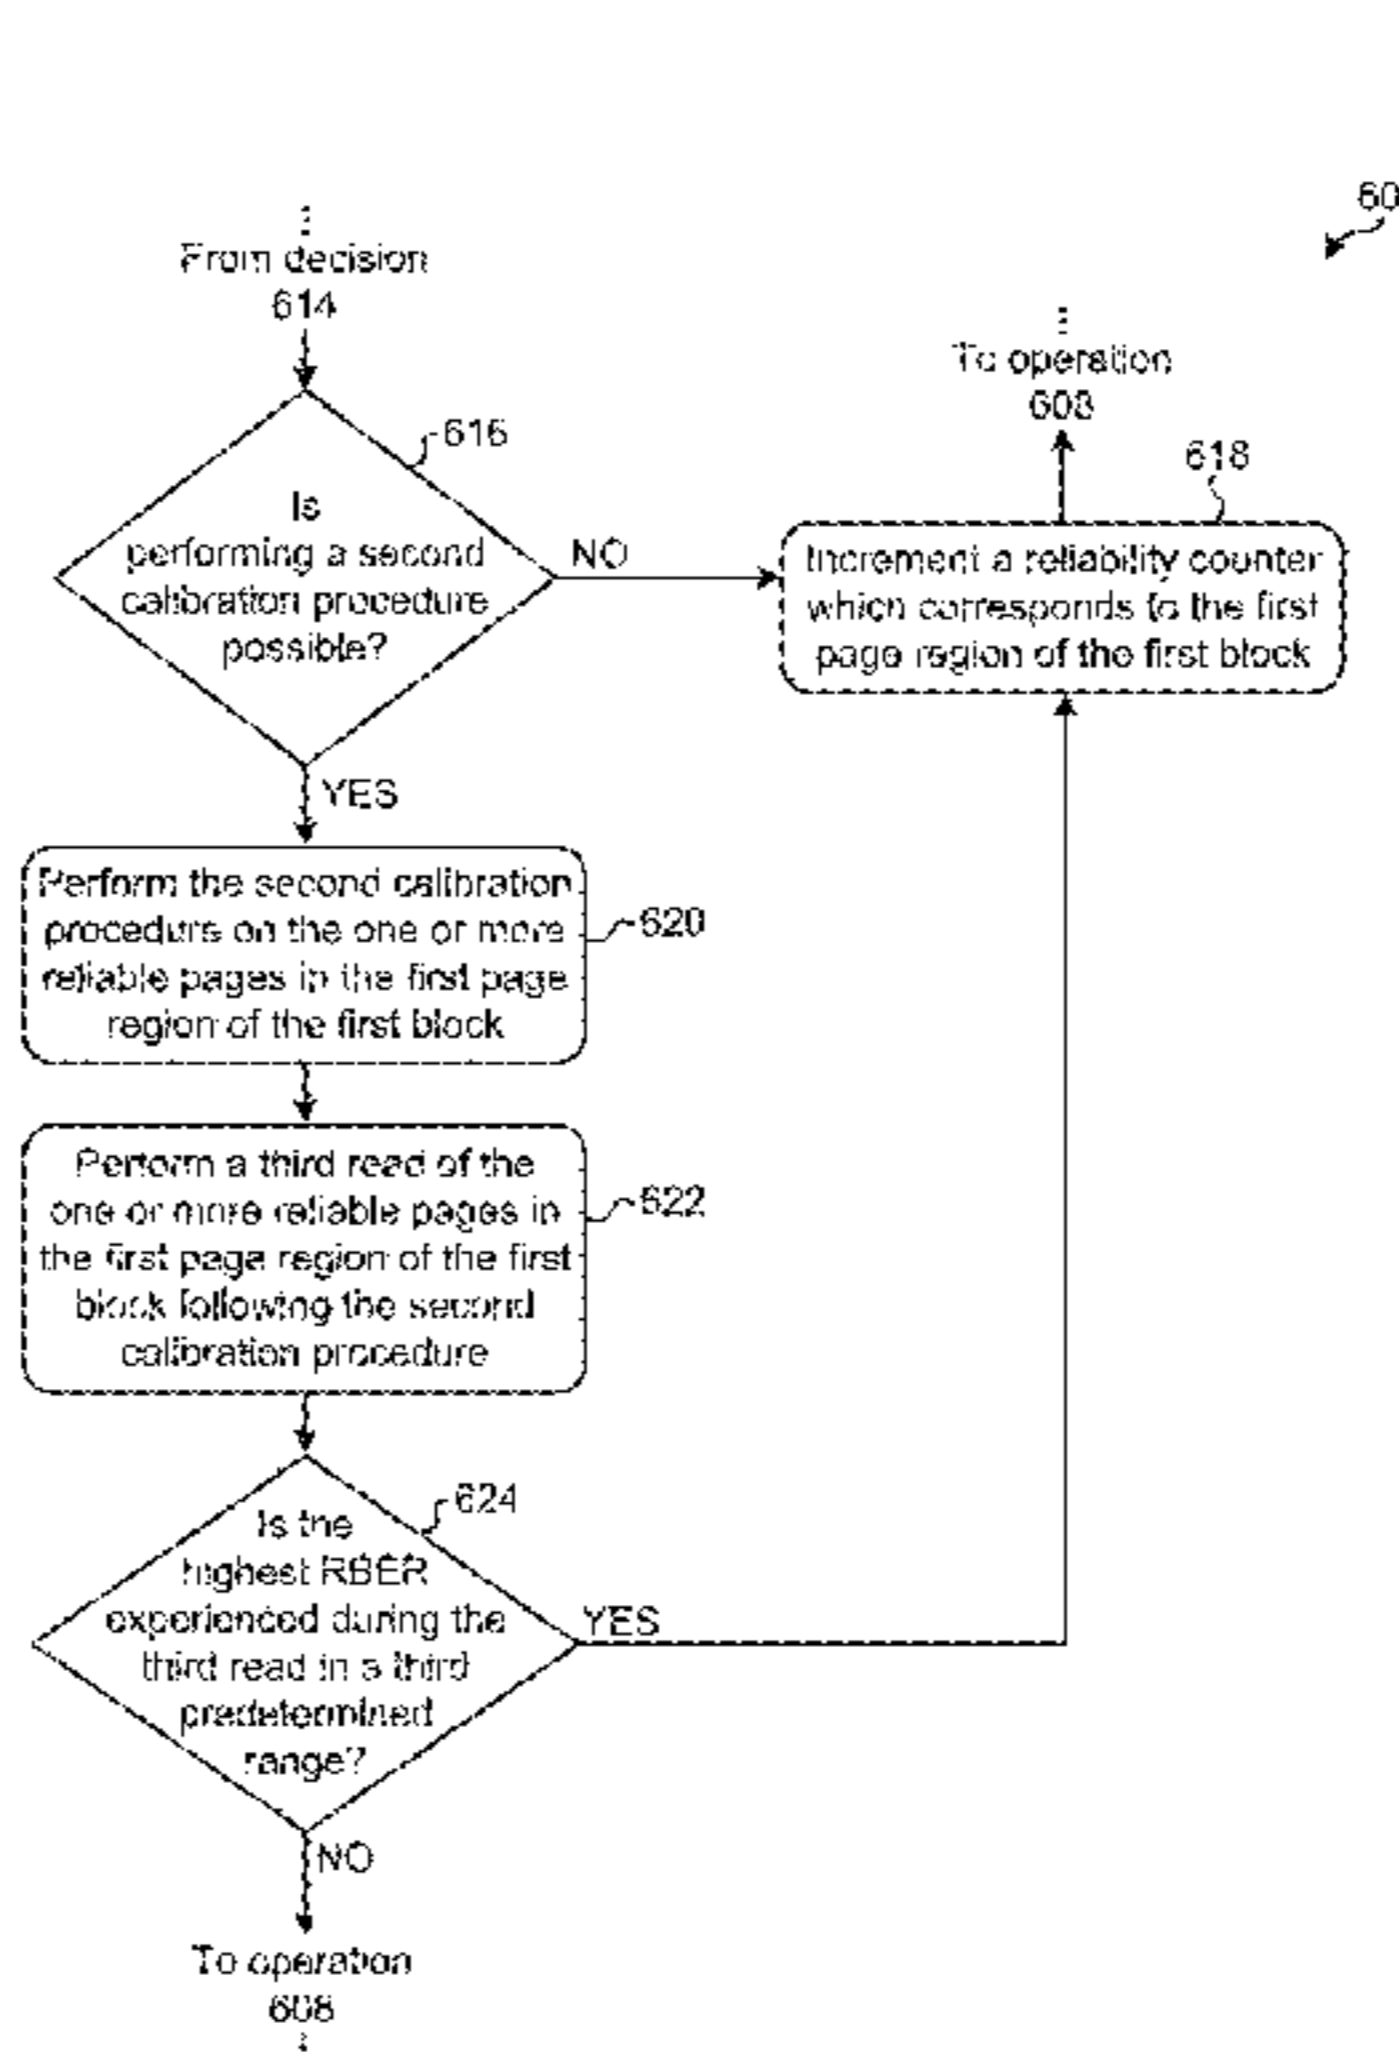 60
From decision
614
616
Is
performing a second
calibration procedure
possible?
NO
YES
To operation
608
618
Increment a reliability counter
which corresponds to the first
page region of the first block
Perform the second calibration
procedure on the one or more
reliable pages in the first page
region of the first block
620
Perform a third read of the
one or more reliable pages in
the first page region of the first
block following the second
calibration procedure
622
624
Is the
highest RBER
experienced during the
third read in a third
predetermined
range?
YES
NO
To operation
608